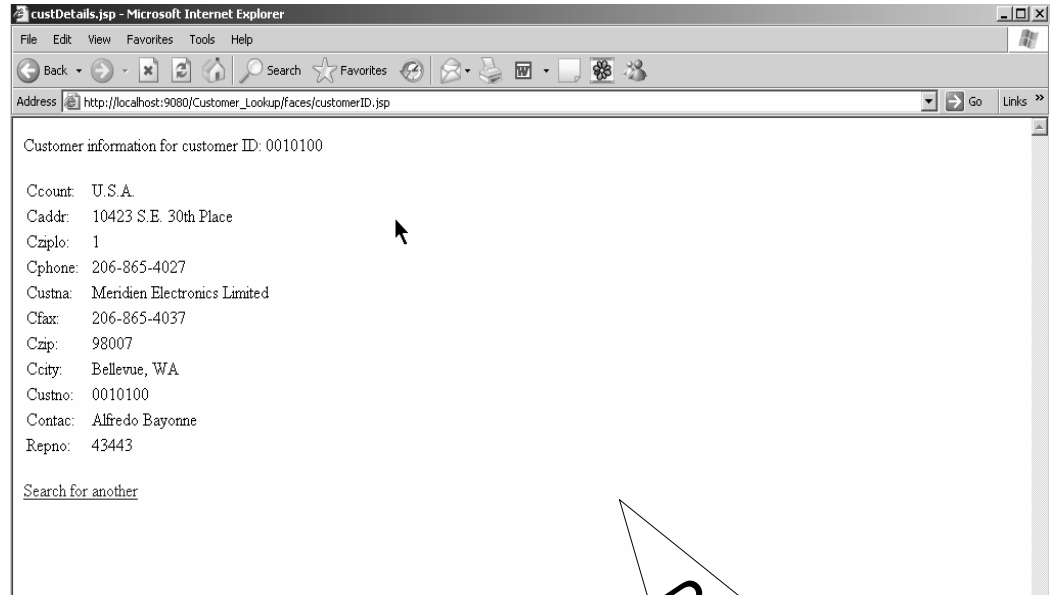 custDetails.jsp - Microsoft Internet Explorer
File Edit View Favorites Tools Help
Back Search Favorites
Address http://localhost:9080/Customer_Lookup/faces/customerID.jsp Go Links »
Customer information for customer ID: 0010100
Ccount: U.S.A.
Caddr: 10423 S.E. 30th Place
Cziplo: 1
Cphone: 206-865-4027
Custna: Meridien Electronics Limited
Cfax: 206-865-4037
Czip: 98007
Ccity: Bellevue, WA
Custno: 0010100
Contac: Alfredo Bayonne
Repno: 43443
Search for another